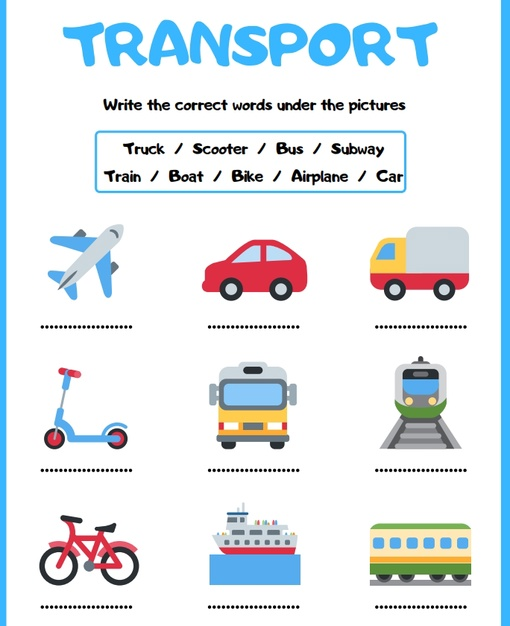 TRANSPORT
Write the correct words under the pictures
Truck / Scooter / Bus / Subway
Train / Boat / Bike / Airplane / Car